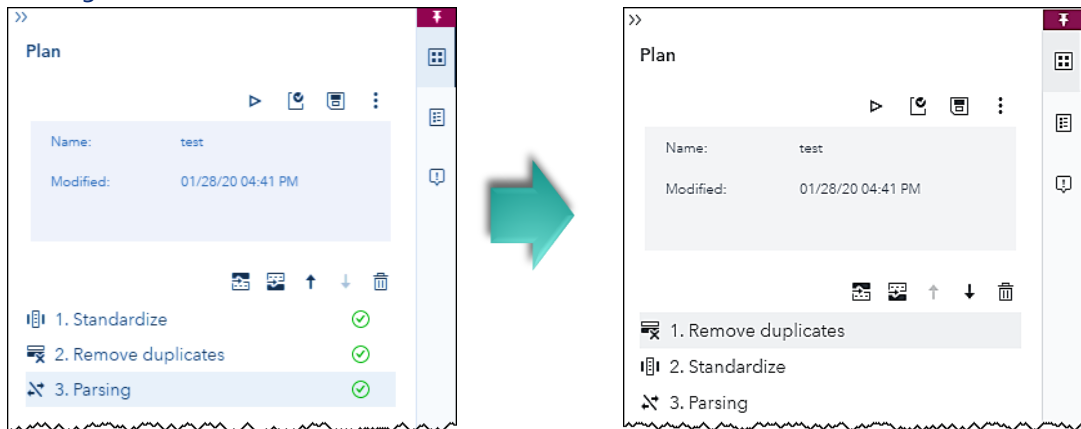 Plan
Name: test
Modified: 01/28/20 04:41 PM
1. Standardize
2. Remove duplicates
3. Parsing
Plan
Name: test
Modified: 01/28/20 04:41 PM
1. Remove duplicates
2. Standardize
3. Parsing